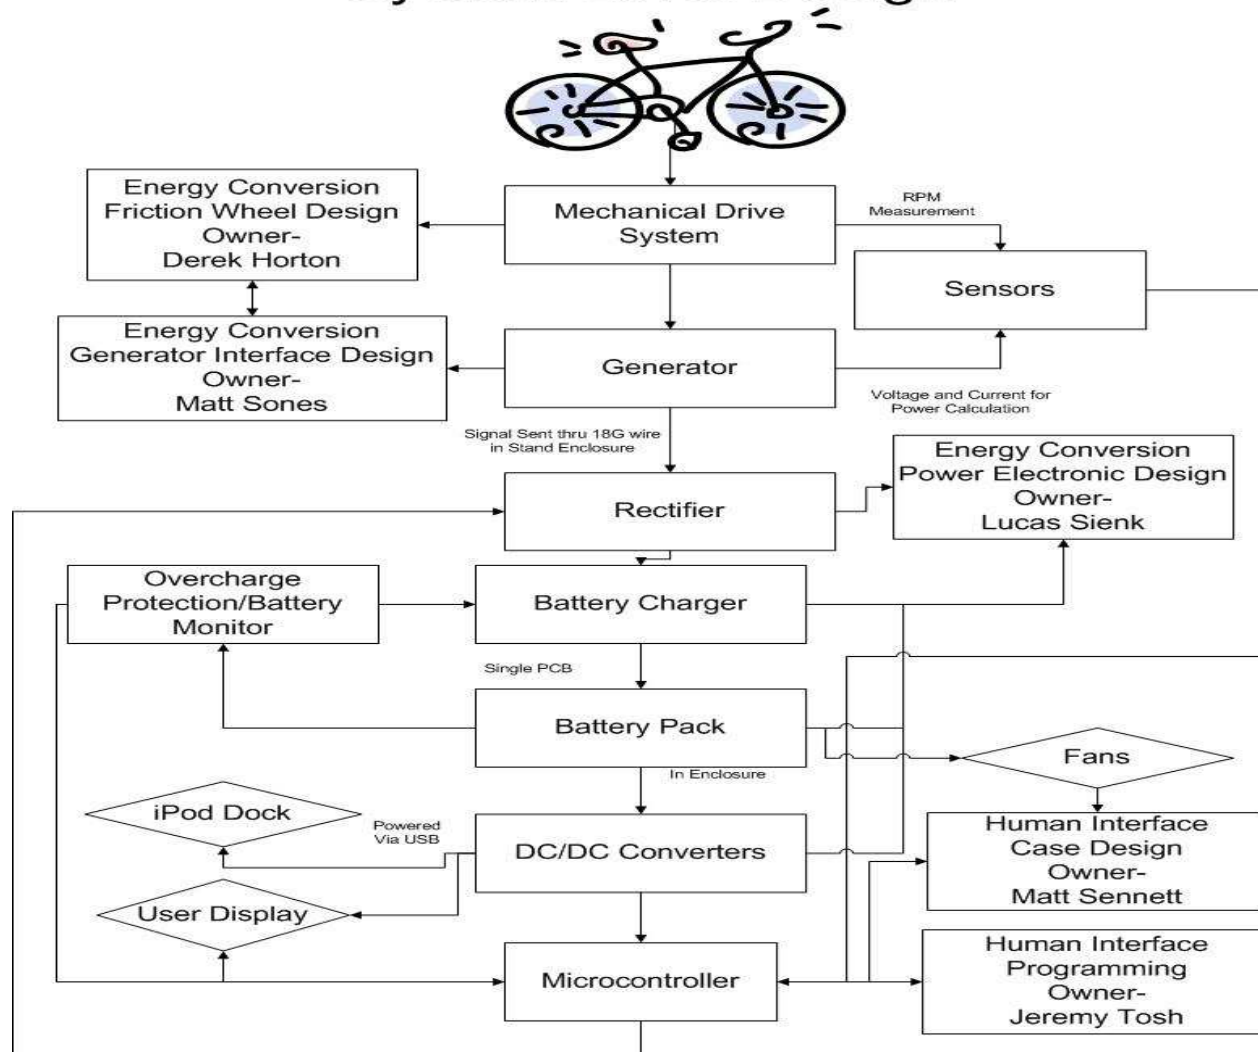 Energy Conversion
Friction Wheel Design
Owner-
Derek Horton
Mechanical Drive
System
RPM
Measurement
Sensors
Energy Conversion
Generator Interface Design
Owner-
Matt Sones
Generator
Voltage and Current for
Power Calculation
Signal Sent thru 18G wire
in Stand Enclosure
Energy Conversion
Power Electronic Design
Owner-
Lucas Sienk
Rectifier
Overcharge
Protection/Battery
Monitor
Battery Charger
Single PCB
Battery Pack
Fans
In Enclosure
iPod Dock
Powered
Via USB
DC/DC Converters
Human Interface
Case Design
Owner-
Matt Sennett
User Display
Microcontroller
Human Interface
Programming
Owner-
Jeremy Tosh